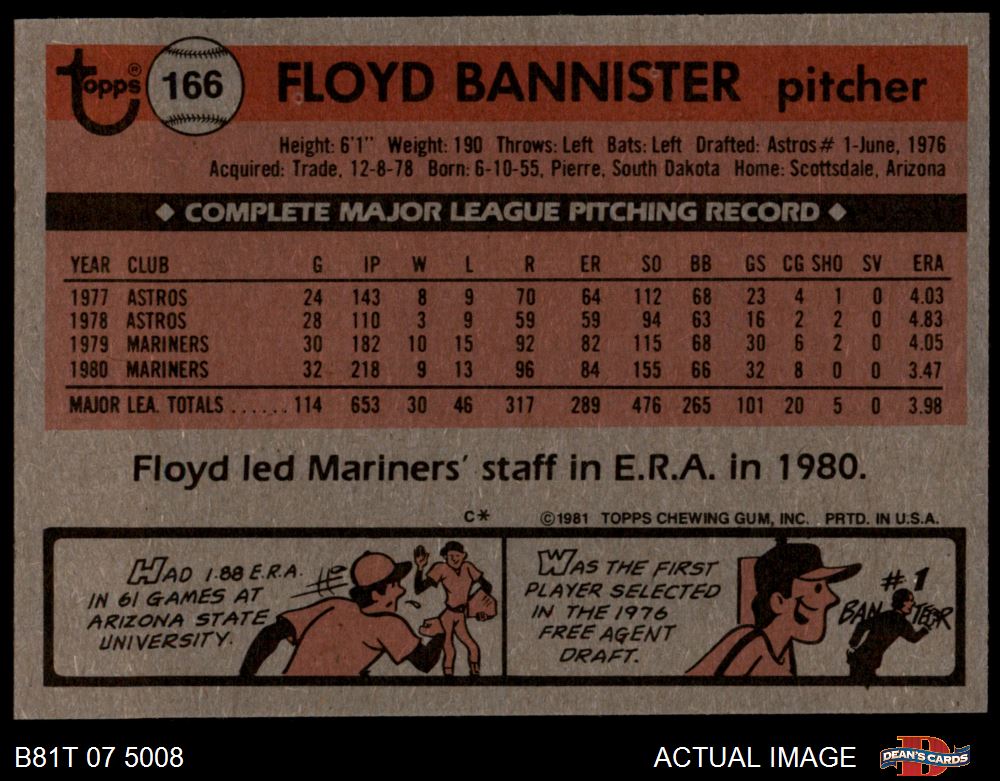 topps® 166 FLOYD BANNISTER pitcher
Height: 6'1" Weight: 190 Throws: Left Bats: Left Drafted: Astros # 1-June, 1976
Acquired: Trade, 12-8-78 Born: 6-10-55, Pierre, South Dakota Home: Scottsdale, Arizona
◆ COMPLETE MAJOR LEAGUE PITCHING RECORD ◆
YEAR CLUB G IP W L R ER SO BB GS CG SHO SV ERA
1977 ASTROS 24 143 8 9 70 64 112 68 23 4 1 0 4.03
1978 ASTROS 28 110 3 9 59 59 94 63 16 2 2 0 4.83
1979 MARINERS 30 182 10 15 92 82 115 68 30 6 2 0 4.05
1980 MARINERS 32 218 9 13 96 84 155 66 32 8 0 0 3.47
MAJOR LEA. TOTALS ...... 114 653 30 46 317 289 476 265 101 20 5 0 3.98
Floyd led Mariners' staff in E.R.A. in 1980.
C* ©1981 TOPPS CHEWING GUM, INC. PRTD. IN U.S.A.
HAD 1.88 E.R.A.
IN 61 GAMES AT
ARIZONA STATE
UNIVERSITY.
WAS THE FIRST
PLAYER SELECTED
IN THE 1976
FREE AGENT
DRAFT.
#1
BAN TER
B81T 07 5008 ACTUAL IMAGE DEAN'S CARDS